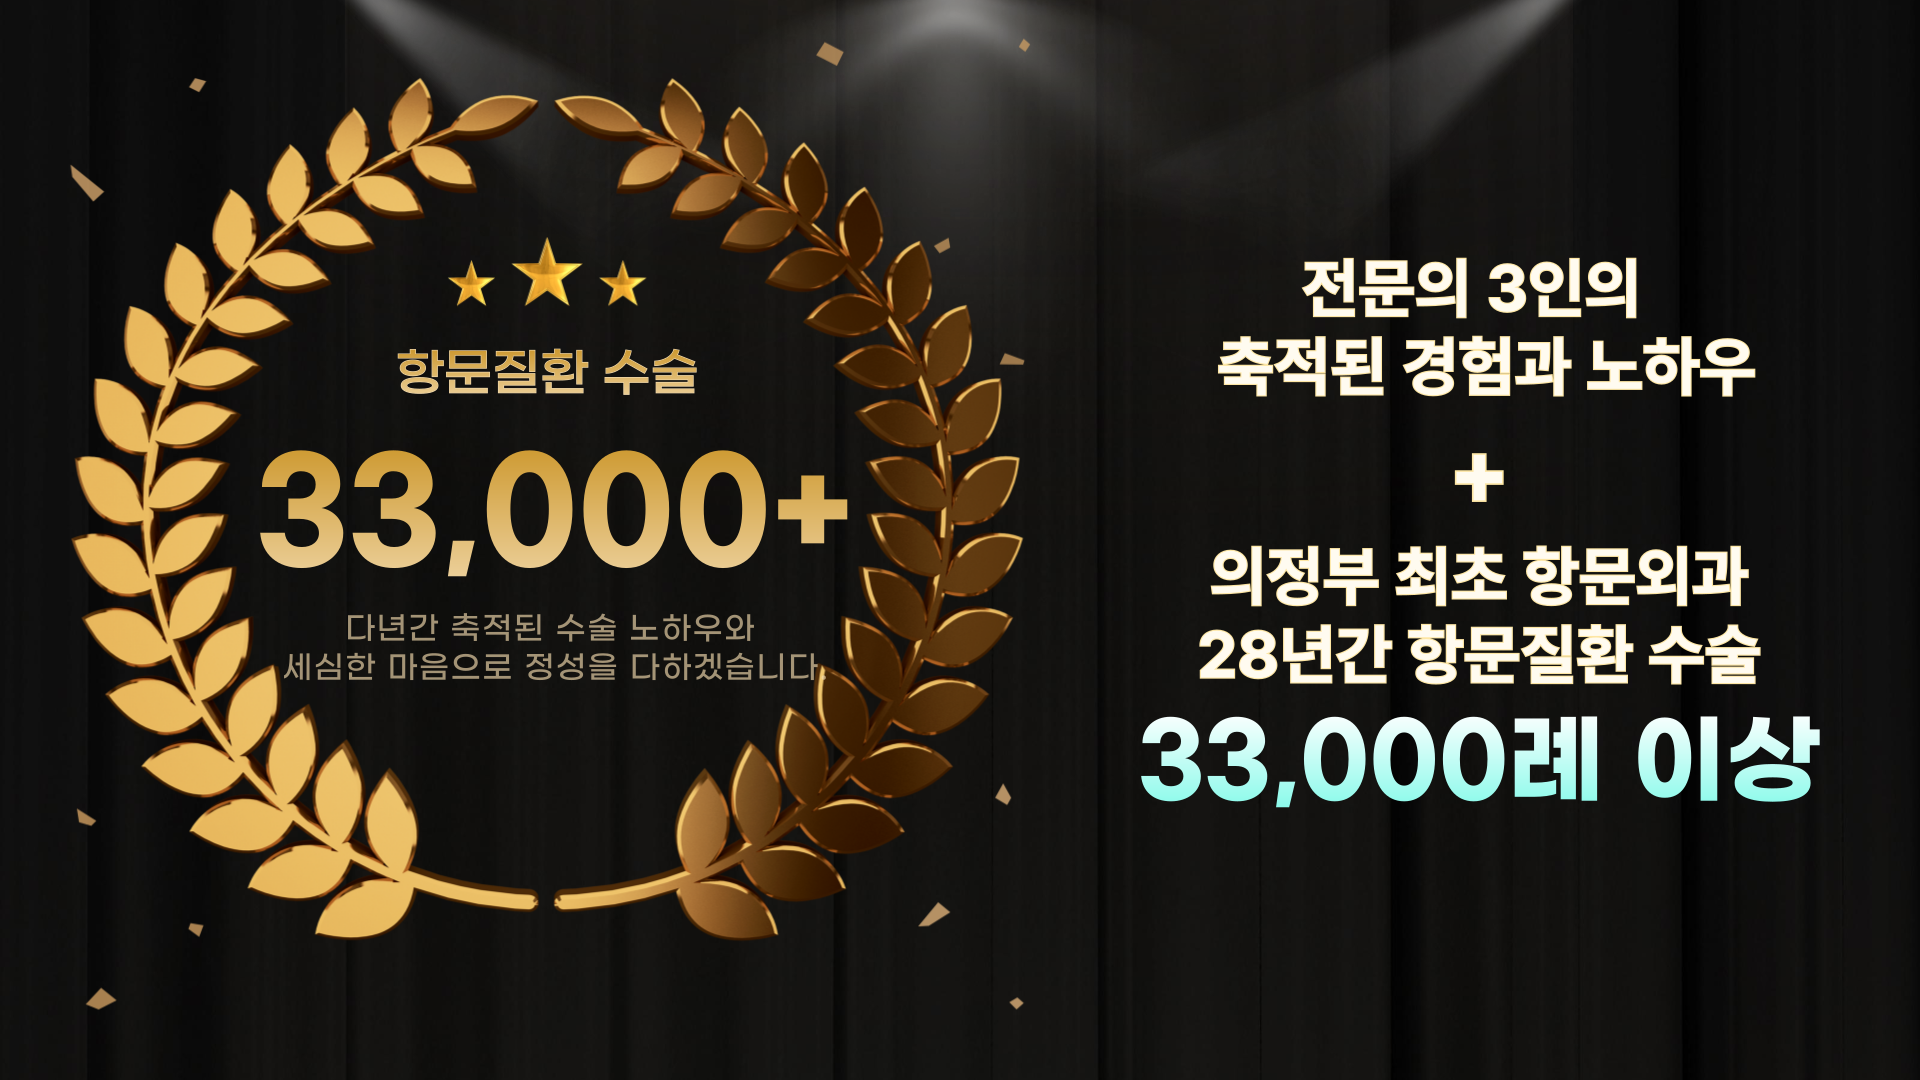 항문질환 수술
33,000+
다년간 축적된 수술 노하우와
세심한 마음으로 정성을 다하겠습니다.
전문의 3인의
축적된 경험과 노하우
+
의정부 최초 항문외과
28년간 항문질환 수술
33,000례 이상